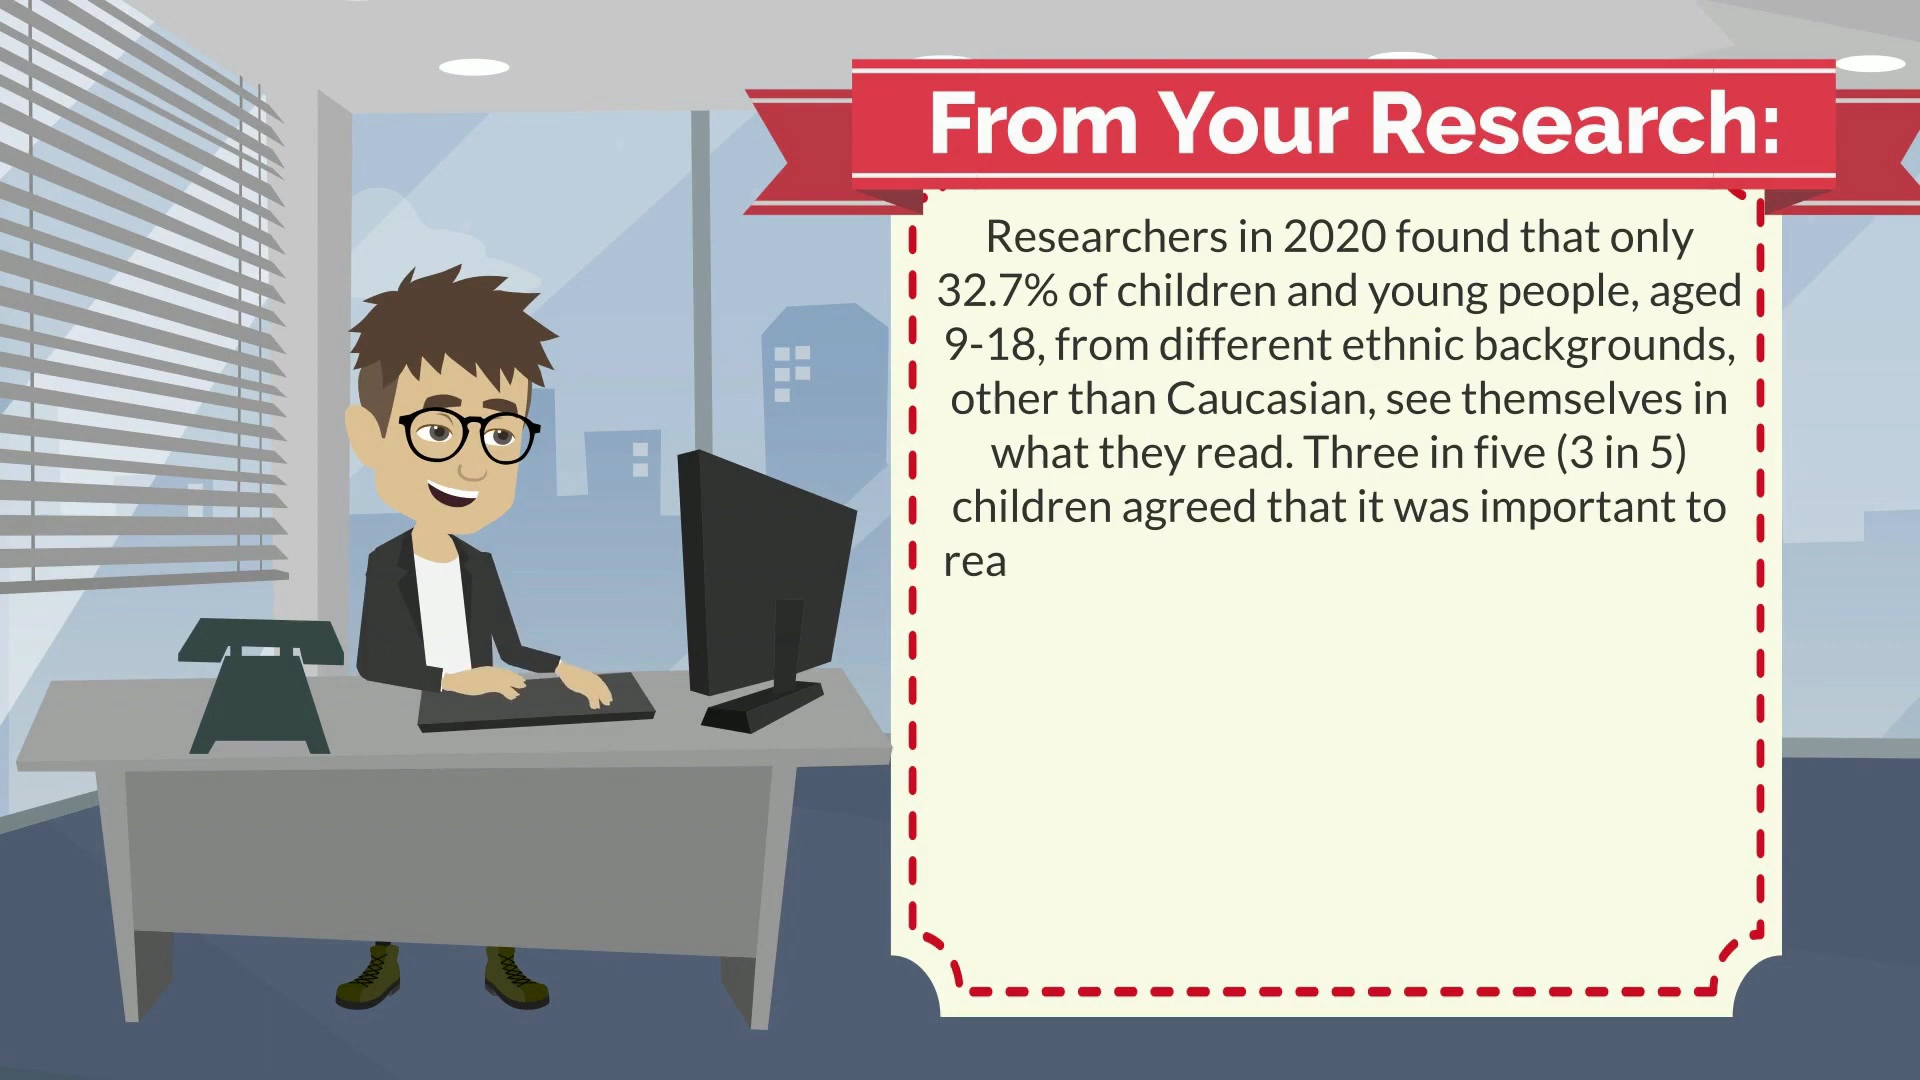 From Your Research:
Researchers in 2020 found that only
32.7% of children and young people, aged
9-18, from different ethnic backgrounds,
other than Caucasian, see themselves in
what they read. Three in five (3 in 5)
children agreed that it was important to
rea